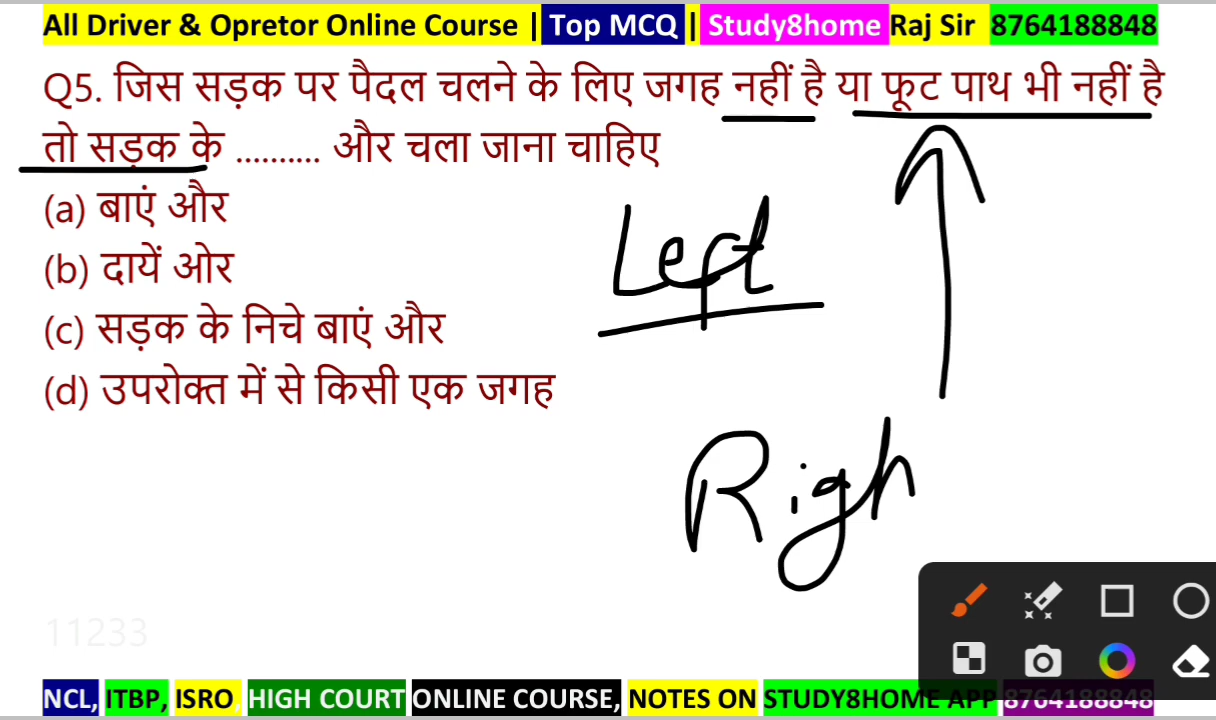 All Driver & Opretor Online Course | Top MCQ | Study8home Raj Sir 8764188848
Q5. जिस सड़क पर पैदल चलने के लिए जगह नहीं है या फूट पाथ भी नहीं है
तो सड़क के .......... और चला जाना चाहिए
(a) बाएं और
(b) दायें ओर
(c) सड़क के निचे बाएं और
(d) उपरोक्त में से किसी एक जगह
Left
Righ
11233
NCL, ITBP, ISRO, HIGH COURT ONLINE COURSE, NOTES ON STUDY8HOME APP 8764188848